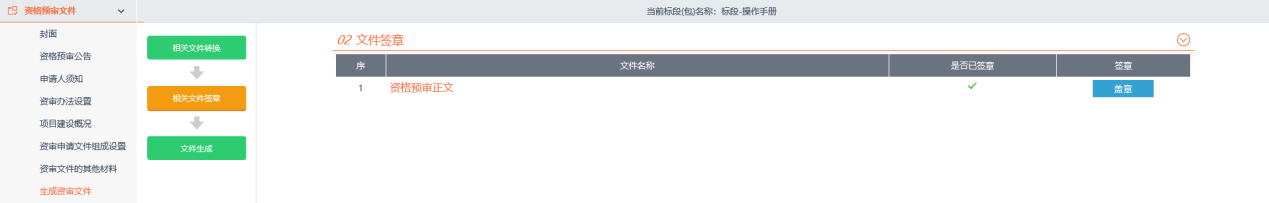 资格预审文件
当前标段(包)名称：标段-操作手册
封面
资格预审公告
申请人须知
资审办法设置
项目建设概况
资审申请文件组成设置
资审文件的其他材料
生成资审文件
相关文件转换
相关文件签章
文件生成
02 文件签章
序 文件名称 是否已签章 签章
1 资格预审正文 盖章